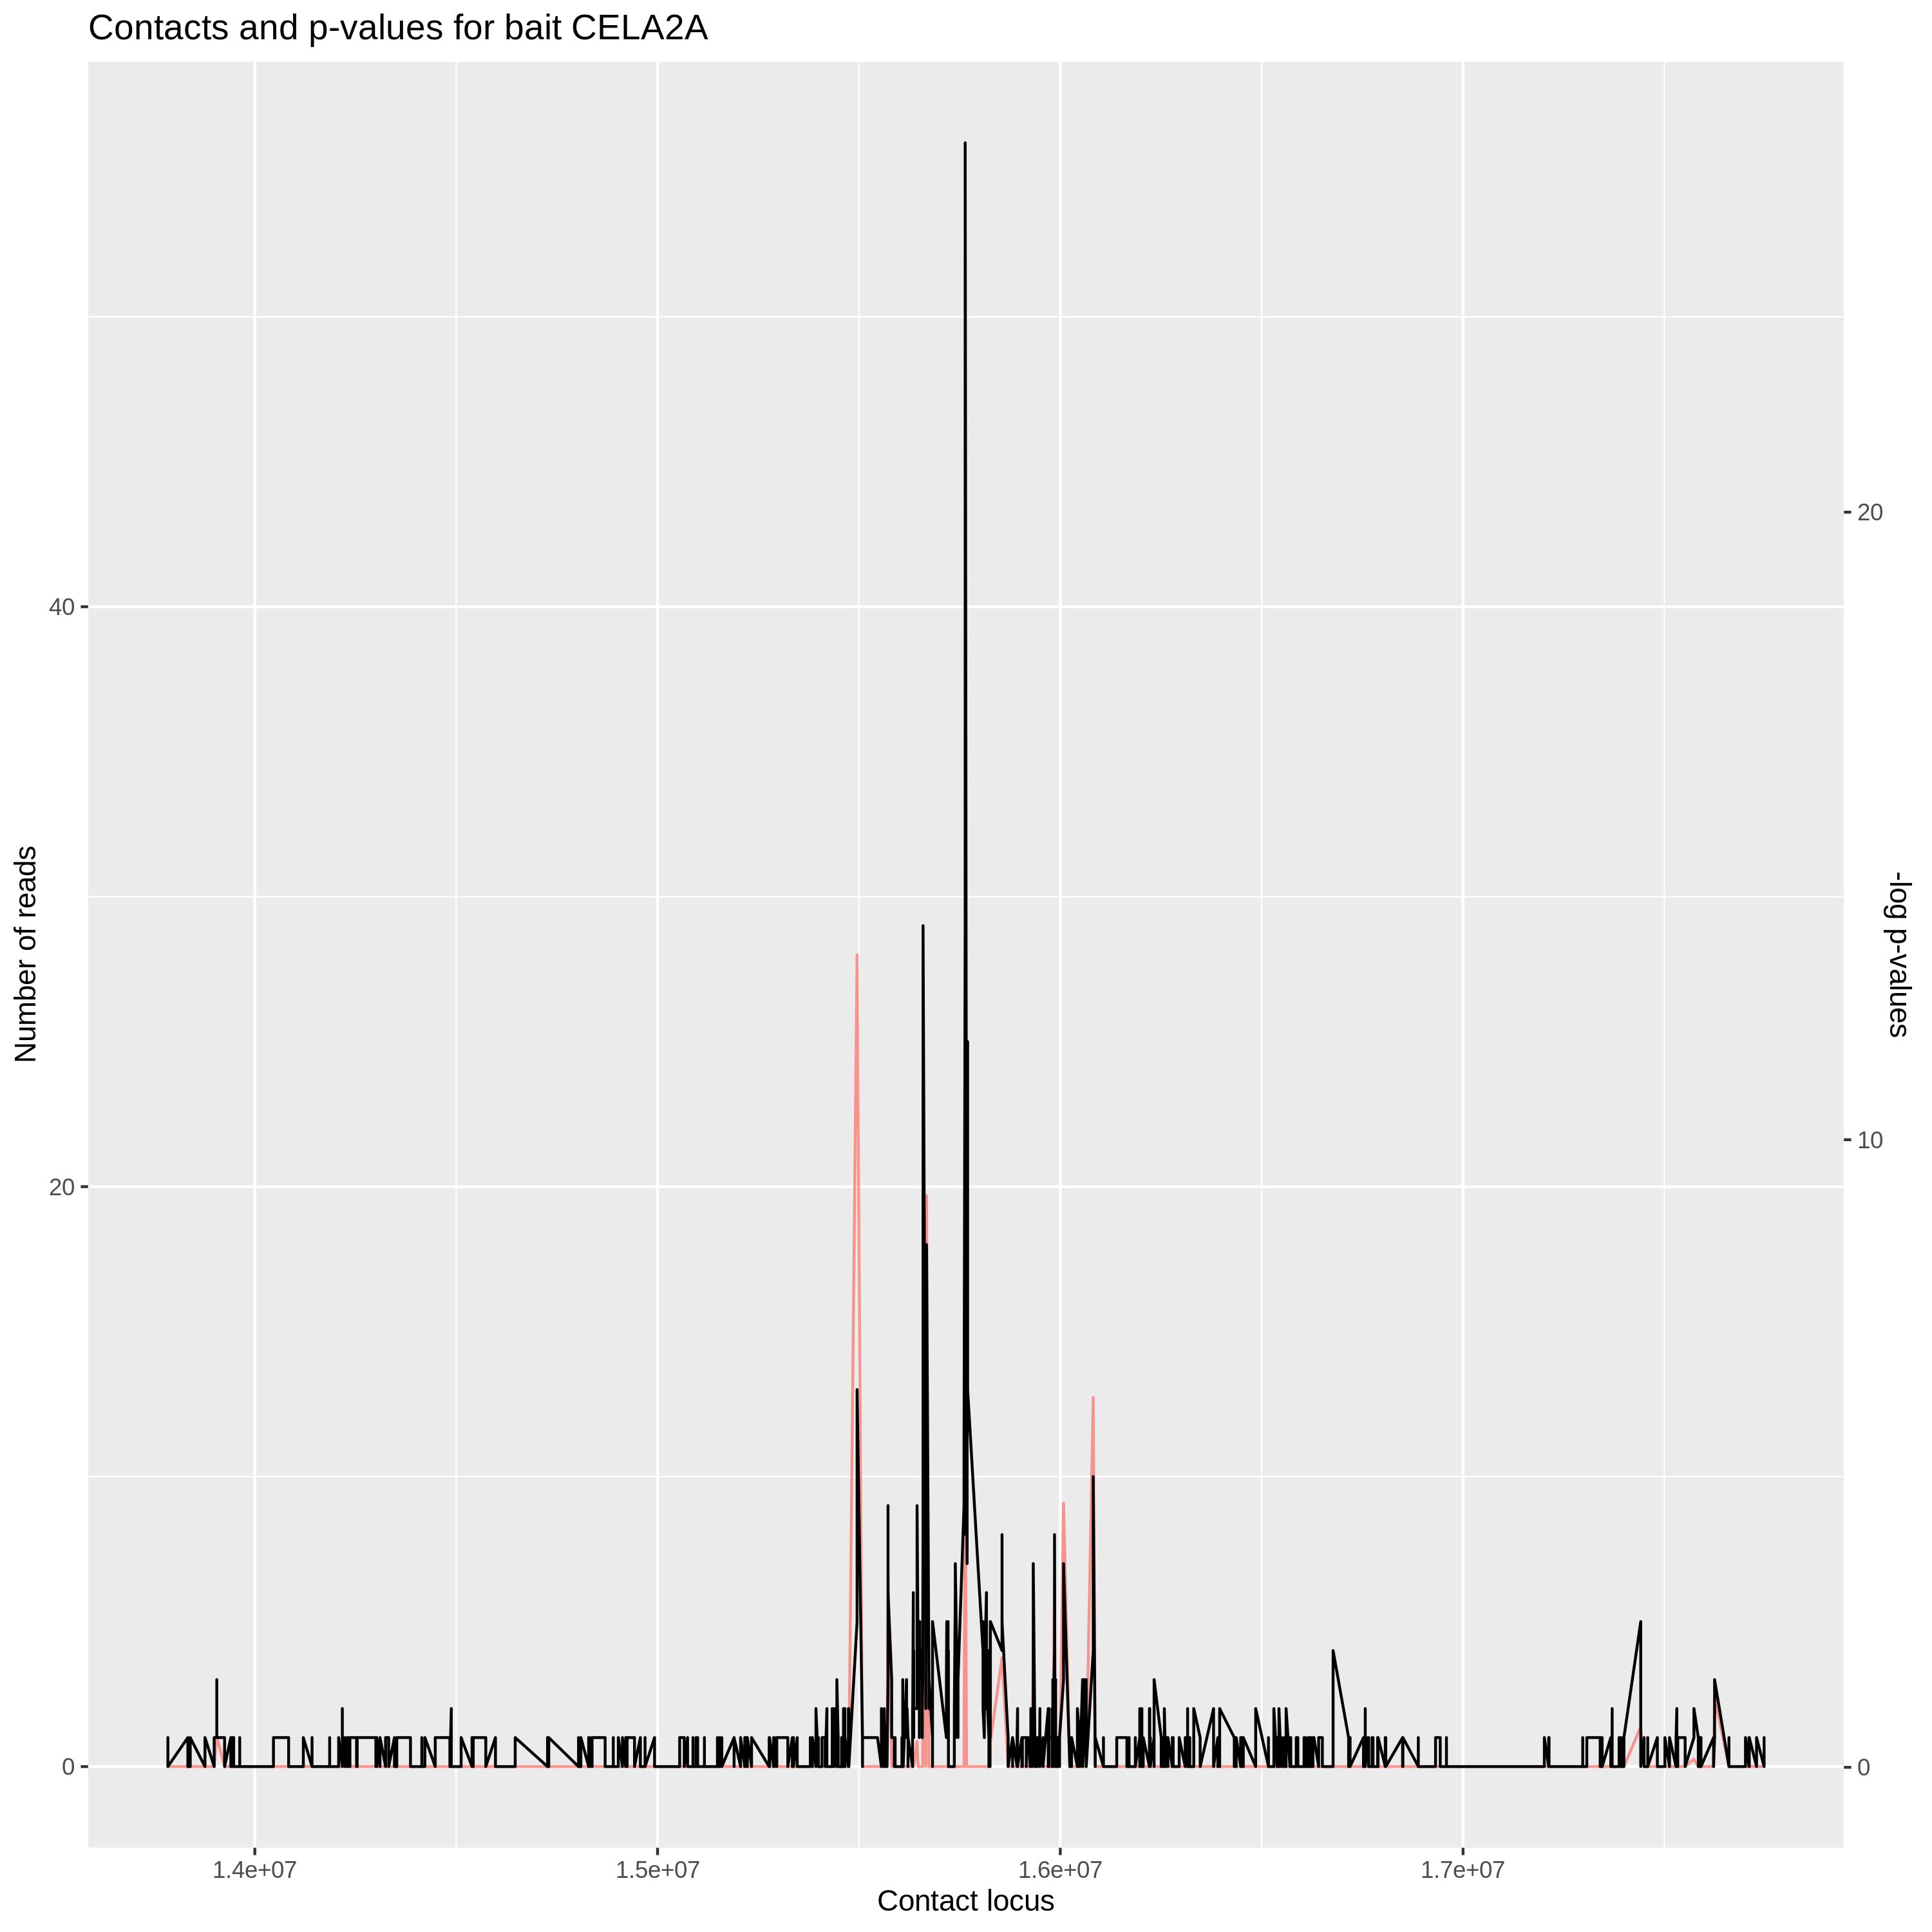 Contacts and p-values for bait CELA2A
Number of reads
40
20
0
20
10
0
-log p-values
1.4e+07
1.5e+07
1.6e+07
1.7e+07
Contact locus